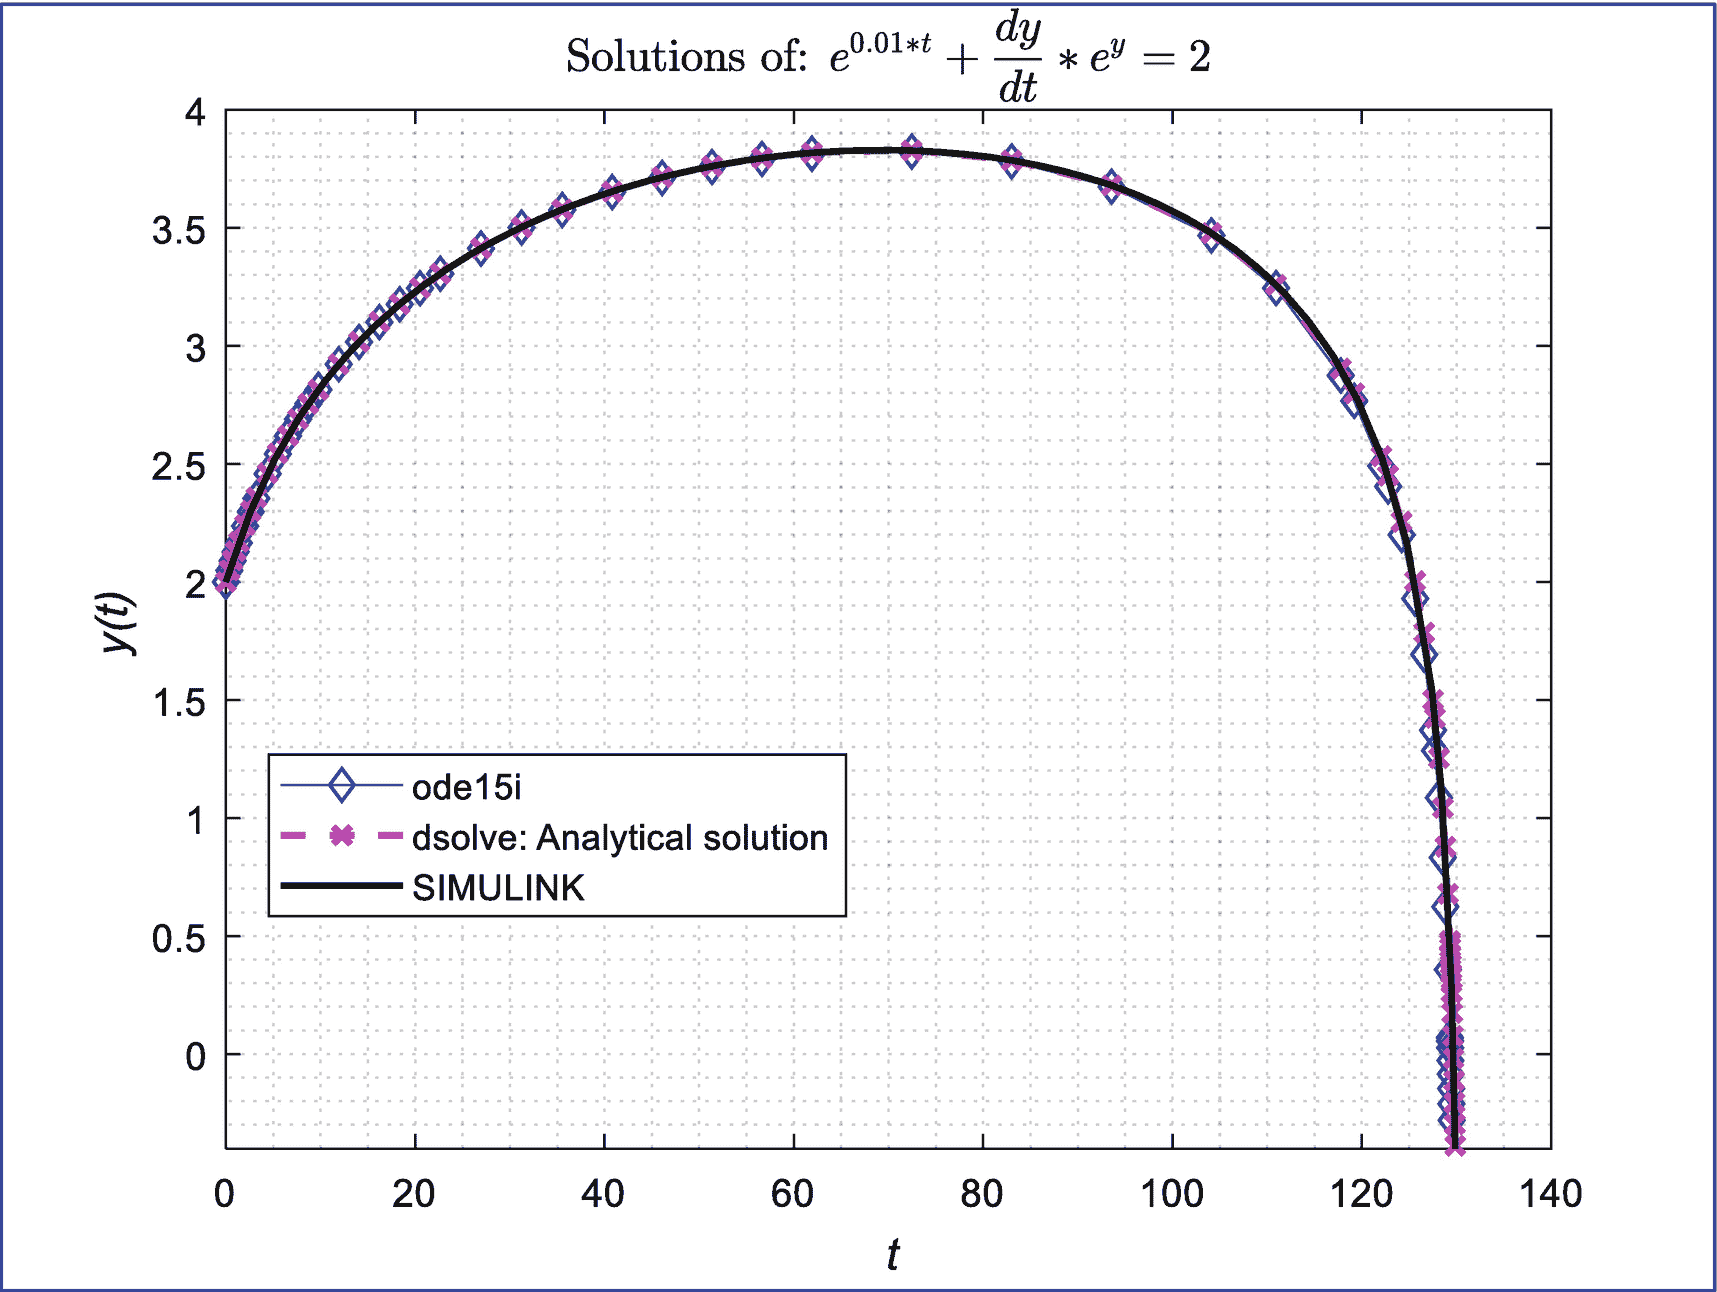 Solutions of: e^{0.01*t} + \frac{dy}{dt} * e^y = 2
4
3.5
3
2.5
2
1.5
1
0.5
0
y(t)
ode15i
dsolve: Analytical solution
SIMULINK
0 20 40 60 80 100 120 140
t